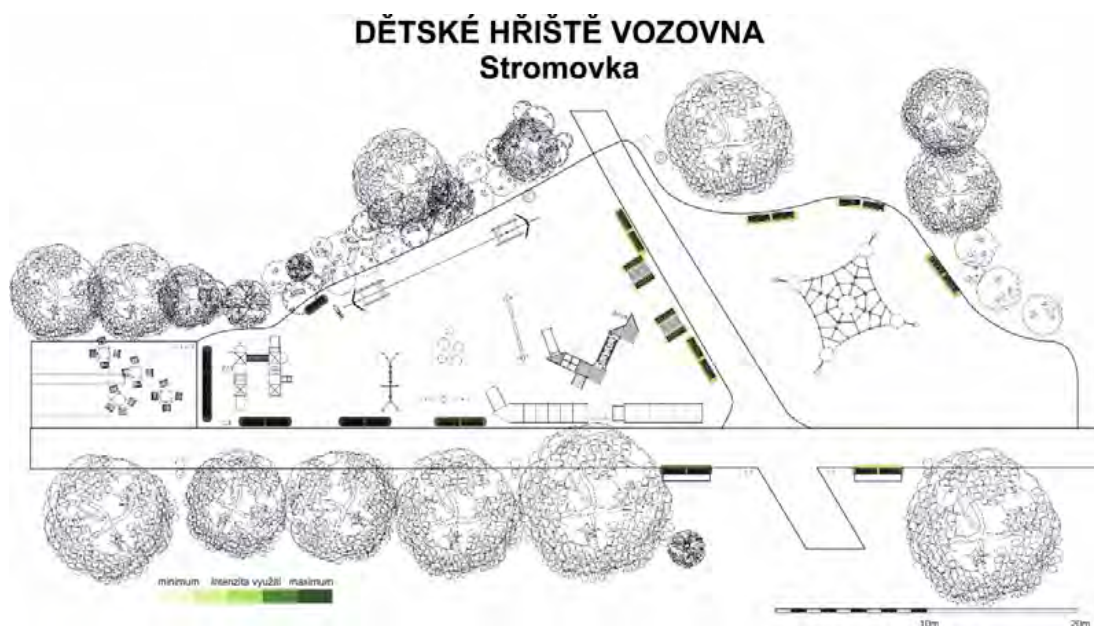 DĚTSKÉ HŘIŠTĚ VOZOVNA
Stromovka
minimum intenzita využití maximum
10m 20m